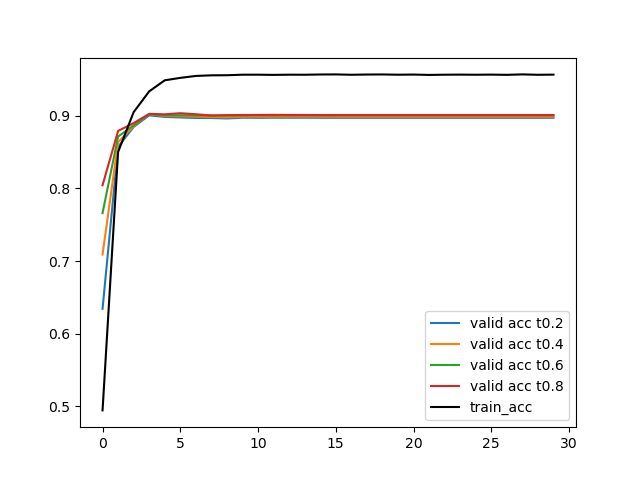 0.9
0.8
0.7
0.6
0.5
0 5 10 15 20 25 30
valid acc t0.2
valid acc t0.4
valid acc t0.6
valid acc t0.8
train_acc